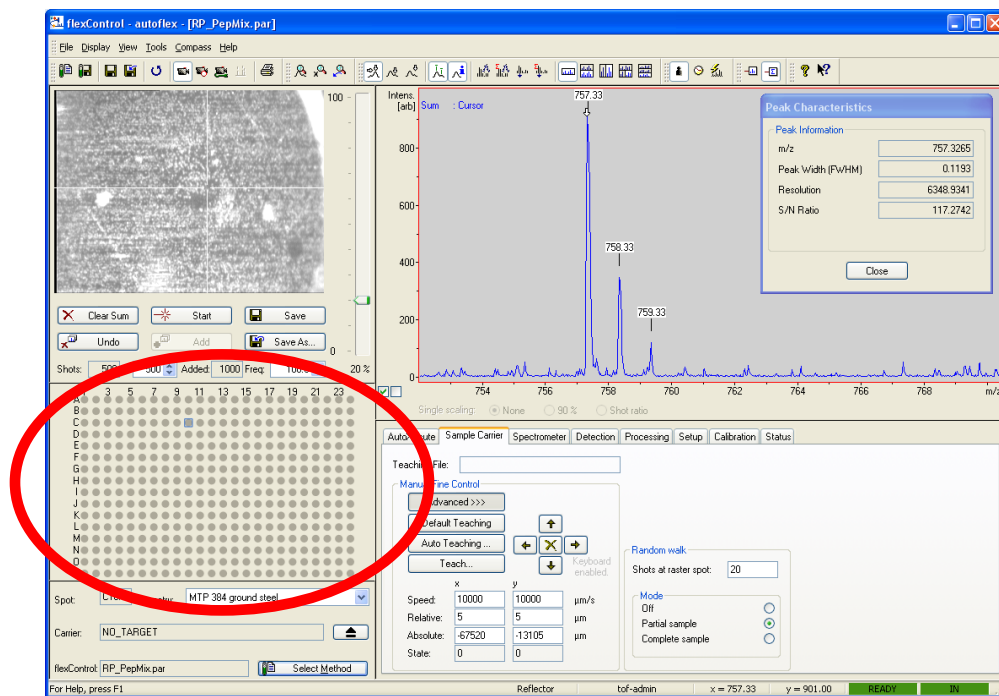 flexControl - autoflex - [RP_PepMix.par]
File Display View Tools Compass Help
100 -
0 -
20 %
Clear Sum Start Save
Undo Add Save As...
Shots: 500 500 Added: 1000 Freq:
Intens.
[arb]
Sum : Cursor
757.33
758.33
759.33
800
600
400
200
0
754 756 758 760 762 764 766 768 m/z
Peak Characteristics
Peak Information
m/z 757.3265
Peak Width (FWHM) 0.1193
Resolution 6348.9341
S/N Ratio 117.2742
Close
Single scaling: None 90 % Shot ratio
1 3 5 7 9 11 13 15 17 19 21 23
A
B
C
D
E
F
G
H
I
J
K
L
M
N
O
Spot: MTP 384 ground steel
Carrier: NO_TARGET
flexControl: RP_PepMix.par Select Method
Sample Carrier Spectrometer Detection Processing Setup Calibration Status
Teaching File:
Manual Fine Control
Advanced >>>
Default Teaching
Auto Teaching ...
Teach...
Keyboard
enabled.
x y
Speed: 10000 10000 µm/s
Relative: 5 5 µm
Absolute: -67520 -13105 µm
State: 0 0
Random walk
Shots at raster spot: 20
Mode
Off
Partial sample
Complete sample
For Help, press F1 Reflector tof-admin x = 757.33 y = 901.00 READY IN